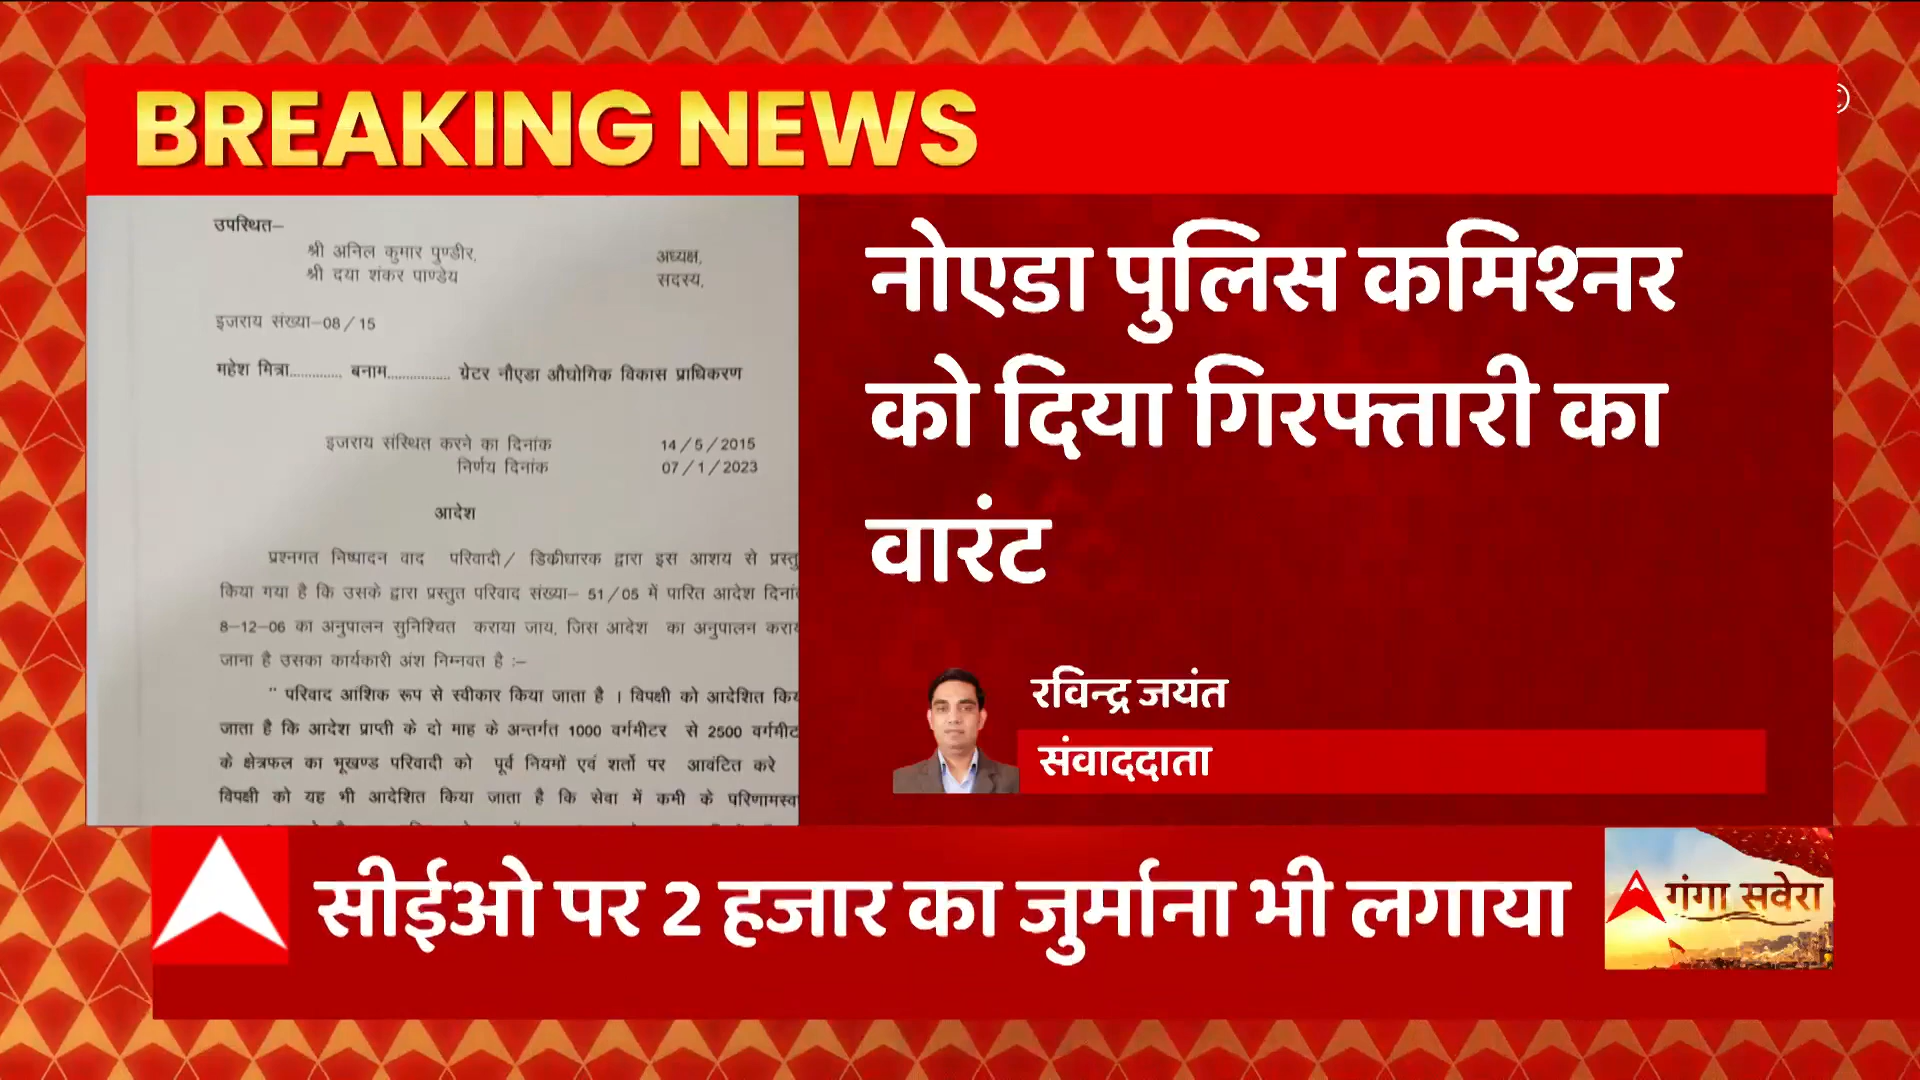 BREAKING NEWS
उपस्थित–
श्री अनिल कुमार पुण्डीर, अध्यक्ष,
श्री दया शंकर पाण्डेय सदस्य,
इजराय संख्या–08/15
महेश मित्रा............. बनाम................ ग्रेटर नौएडा औघोगिक विकास प्राधिकरण
इजराय संस्थित करने का दिनांक 14/5/2015
निर्णय दिनांक 07/1/2023
आदेश
प्रश्नगत निष्पादन वाद परिवादी/ डिकीधारक द्वारा इस आशय से प्रस्तु
किया गया है कि उसके द्वारा प्रस्तुत परिवाद संख्या– 51/05 में पारित आदेश
8–12–06 का अनुपालन सुनिश्चित कराया जाय, जिस आदेश का अनुपालन
जाना है उसका कार्यकारी अंश निम्नवत है :–
" परिवाद आंशिक रूप से स्वीकार किया जाता है । विपक्षी को आदेशित
जाता है कि आदेश प्राप्ती के दो माह के अन्तर्गत 1000 वर्गमीटर से 2500
के क्षेत्रफल का भूखण्ड परिवादी को पूर्व नियमों एवं शर्तो पर आवंटित करे
विपक्षी को यह भी आदेशित किया जाता है कि सेवा में कमी के
नोएडा पुलिस कमिश्नर
को दिया गिरफ्तारी का
वारंट
रविन्द्र जयंत
संवाददाता
सीईओ पर 2 हजार का जुर्माना भी लगाया
गंगा सवेरा